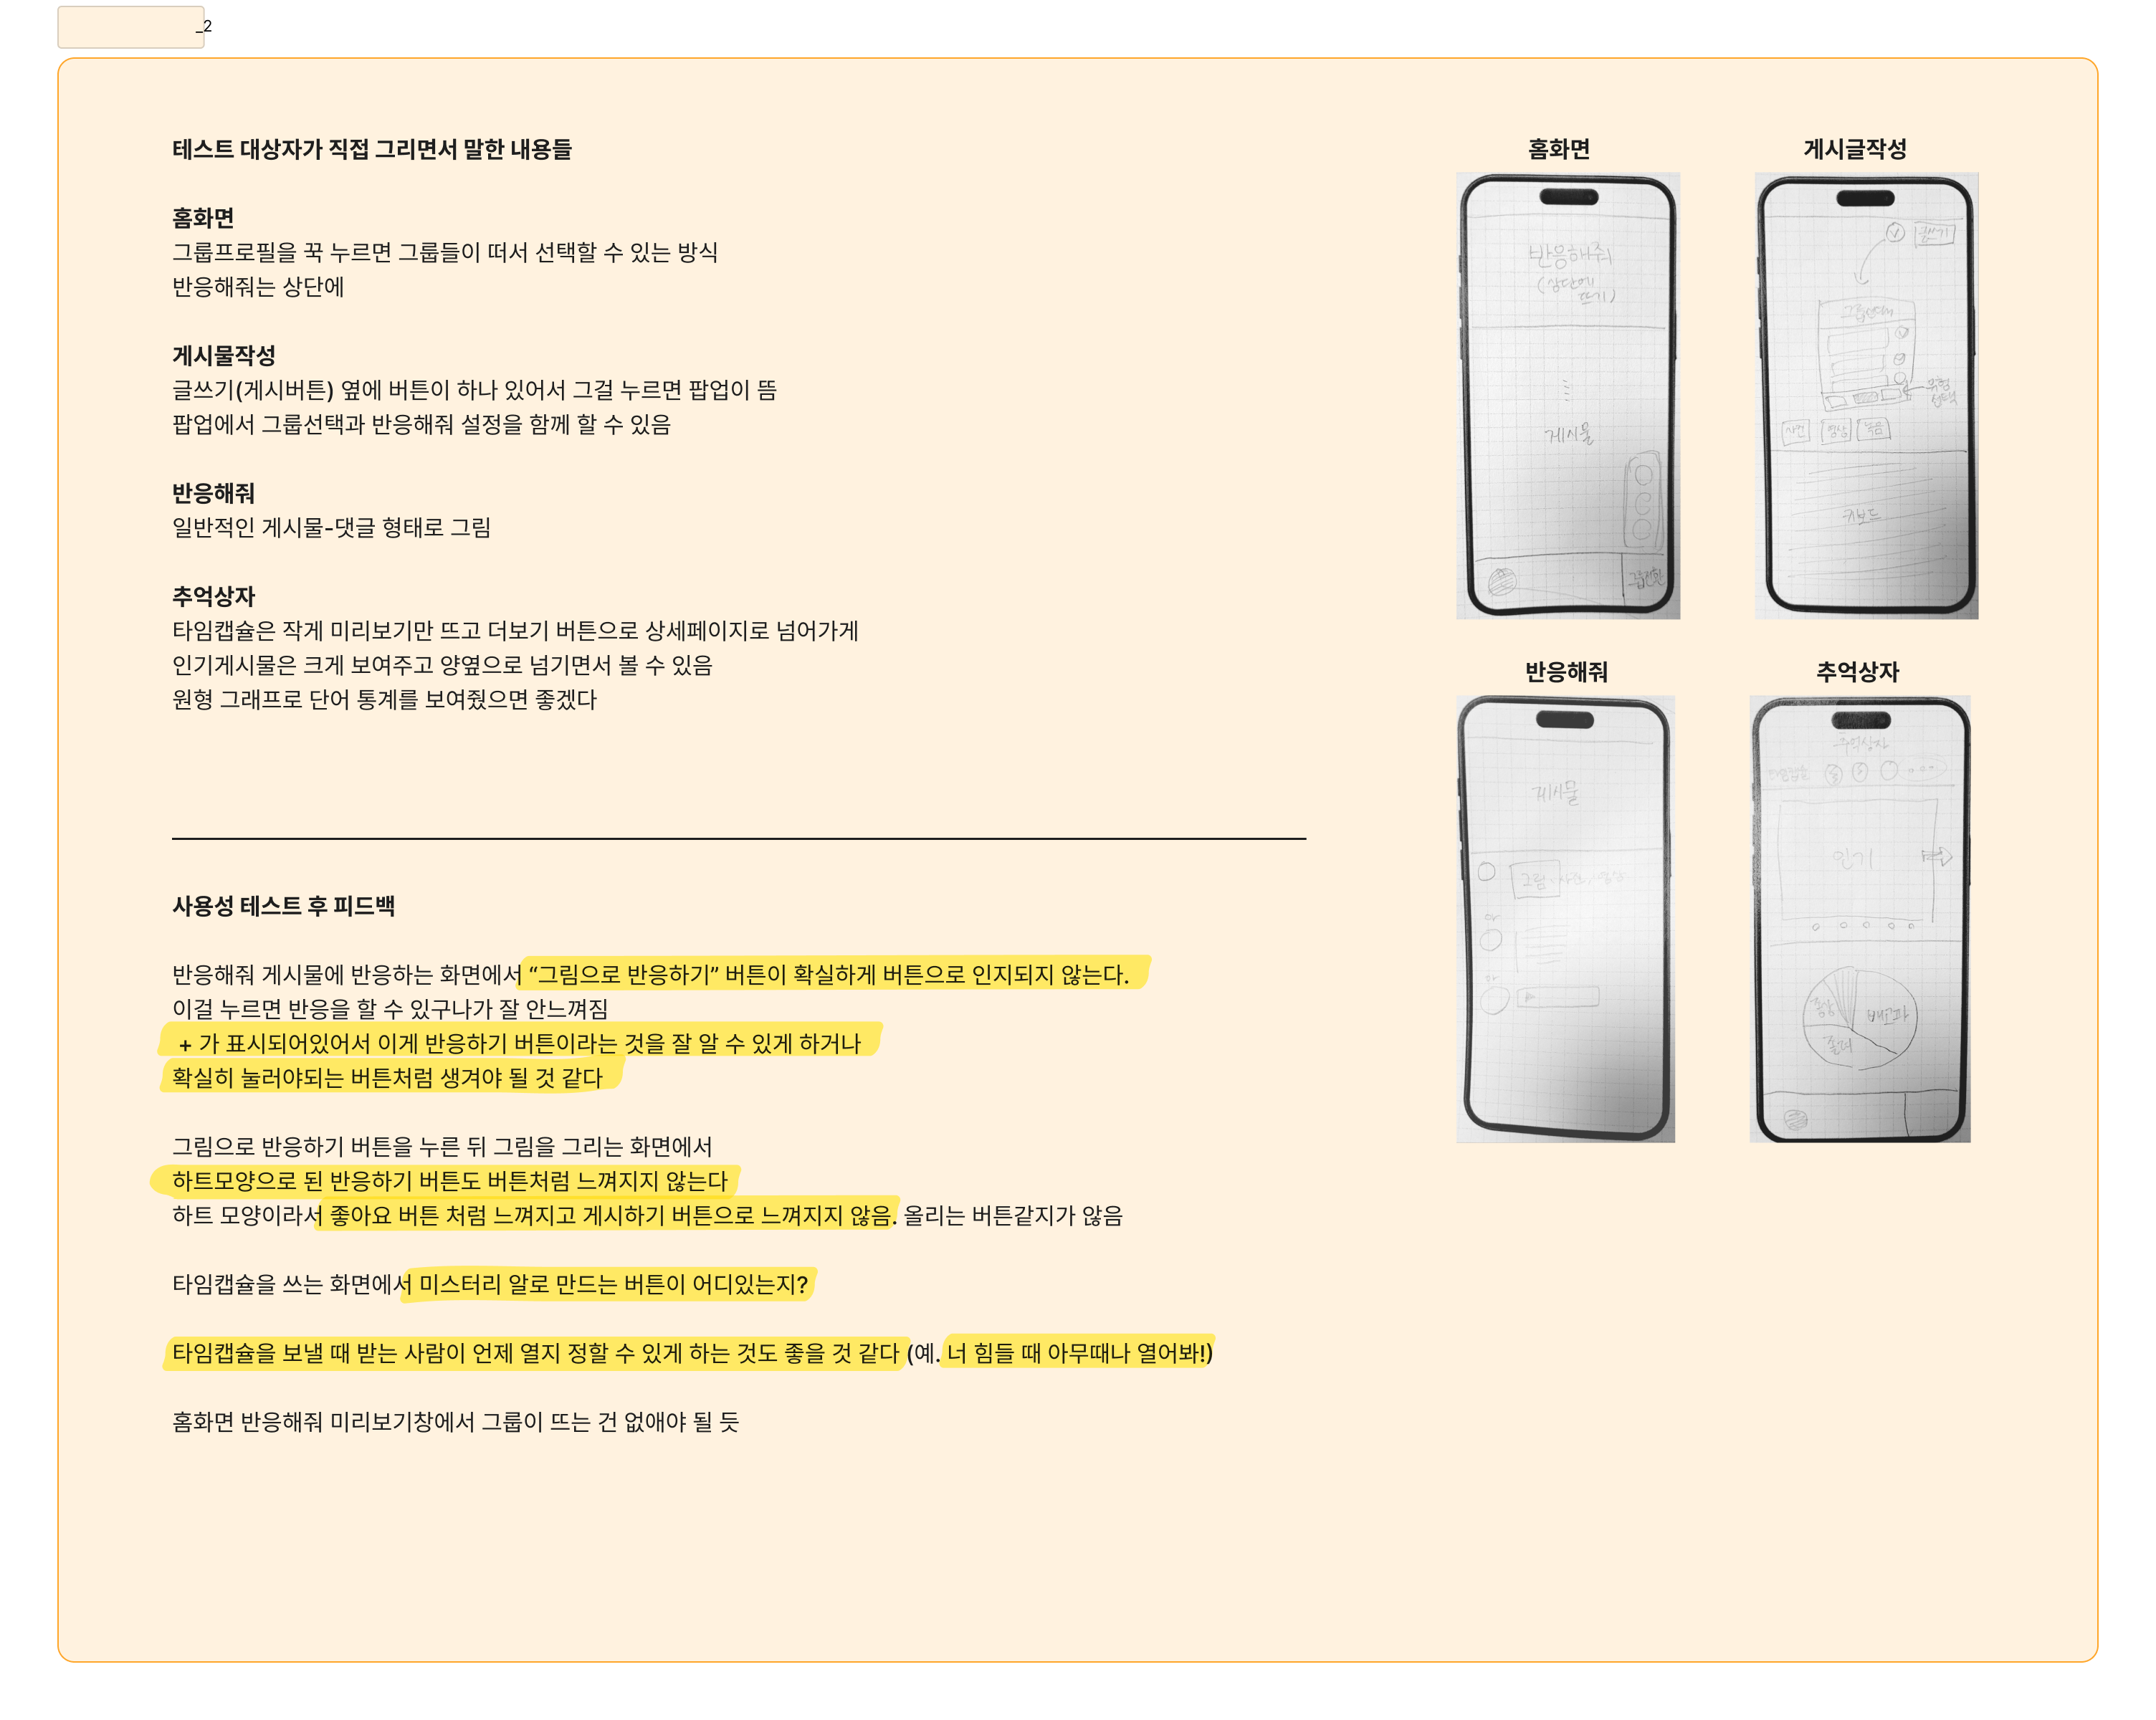 _2
테스트 대상자가 직접 그리면서 말한 내용들
홈화면
그룹프로필을 꾹 누르면 그룹들이 떠서 선택할 수 있는 방식
반응해줘는 상단에
게시물작성
글쓰기(게시버튼) 옆에 버튼이 하나 있어서 그걸 누르면 팝업이 뜸
팝업에서 그룹선택과 반응해줘 설정을 함께 할 수 있음
반응해줘
일반적인 게시물-댓글 형태로 그림
추억상자
타임캡슐은 작게 미리보기만 뜨고 더보기 버튼으로 상세페이지로 넘어가게
인기게시물은 크게 보여주고 양옆으로 넘기면서 볼 수 있음
원형 그래프로 단어 통계를 보여줬으면 좋겠다
사용성 테스트 후 피드백
반응해줘 게시물에 반응하는 화면에서 “그림으로 반응하기” 버튼이 확실하게 버튼으로 인지되지 않는다.
이걸 누르면 반응을 할 수 있구나가 잘 안느껴짐
+ 가 표시되어있어서 이게 반응하기 버튼이라는 것을 잘 알 수 있게 하거나
확실히 눌러야되는 버튼처럼 생겨야 될 것 같다
그림으로 반응하기 버튼을 누른 뒤 그림을 그리는 화면에서
하트모양으로 된 반응하기 버튼도 버튼처럼 느껴지지 않는다
하트 모양이라서 좋아요 버튼 처럼 느껴지고 게시하기 버튼으로 느껴지지 않음. 올리는 버튼같지가 않음
타임캡슐을 쓰는 화면에서 미스터리 알로 만드는 버튼이 어디있는지?
타임캡슐을 보낼 때 받는 사람이 언제 열지 정할 수 있게 하는 것도 좋을 것 같다 (예. 너 힘들 때 아무때나 열어봐!)
홈화면 반응해줘 미리보기창에서 그룹이 뜨는 건 없애야 될 듯
홈화면
반응해줘
(상단에
뜨기)
게시물
그룹전환
게시글작성
글쓰기
그룹선택
유형
선택
사진
영상
녹음
키보드
반응해줘
게시물
그림
추억상자
추억상자
인기
배고파
졸려